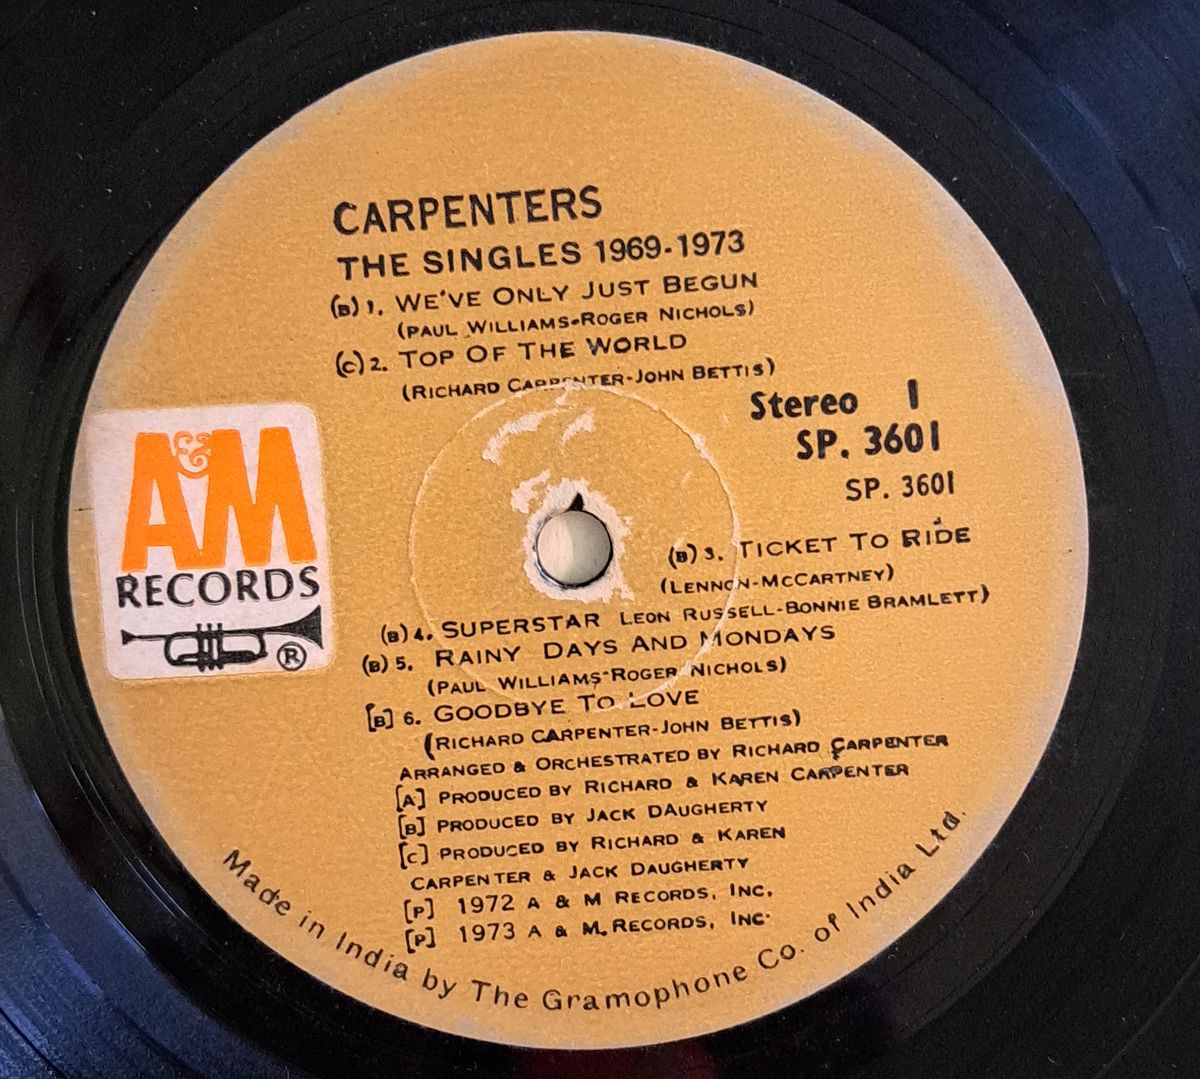 CARPENTERS
THE SINGLES 1969-1973
(B) 1. WE'VE ONLY JUST BEGUN
(PAUL WILLIAMS-ROGER NICHOLS)
(C) 2. TOP OF THE WORLD
(RICHARD CARPENTER-JOHN BETTIS)
Stereo 1
SP. 3601
SP. 3601
A&M
RECORDS
®
(B) 3. TICKET TO RIDE
(LENNON-MCCARTNEY)
(B) 4. SUPERSTAR LEON RUSSELL-BONNIE BRAMLETT)
(B) 5. RAINY DAYS AND MONDAYS
(PAUL WILLIAMS-ROGER NICHOLS)
[B] 6. GOODBYE TO LOVE
(RICHARD CARPENTER-JOHN BETTIS)
ARRANGED & ORCHESTRATED BY RICHARD CARPENTER
[A] PRODUCED BY RICHARD & KAREN CARPENTER
[B] PRODUCED BY JACK DAUGHERTY
[C] PRODUCED BY RICHARD & KAREN
CARPENTER & JACK DAUGHERTY
[P] 1972 A & M RECORDS, INC.
[P] 1973 A & M. RECORDS, INC.
Made in India by The Gramophone Co. of India Ltd.